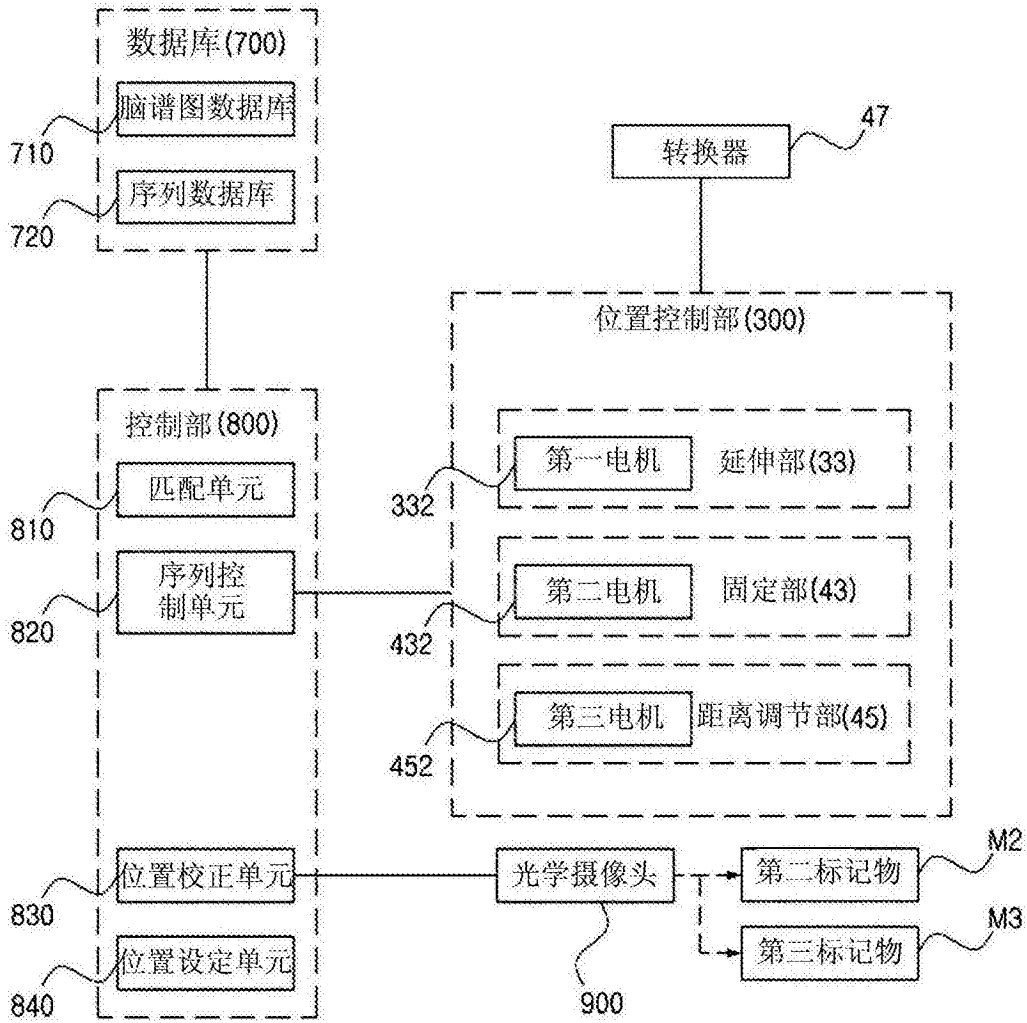 数据库(700)
脑谱图数据库
710
序列数据库
720
转换器
47
位置控制部(300)
控制部(800)
匹配单元
810
序列控
制单元
820
第一电机
延伸部(33)
332
第二电机
固定部(43)
432
第三电机
距离调节部(45)
452
位置校正单元
830
光学摄像头
900
第二标记物
M2
第三标记物
M3
位置设定单元
840